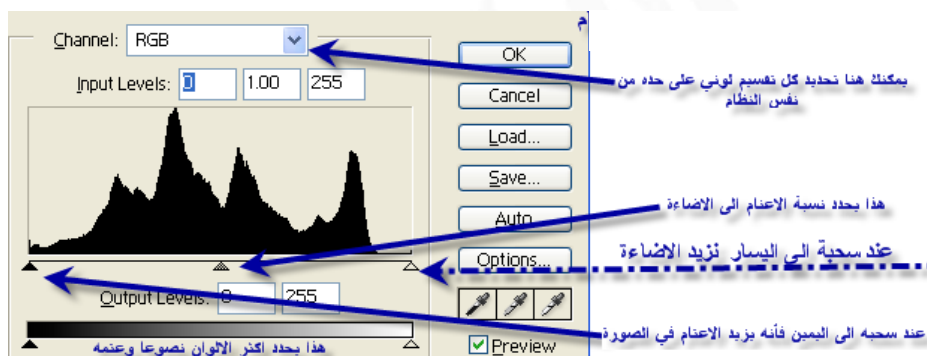 م
Channel: RGB
OK
Input Levels: 0 1.00 255
يمكنك هنا تحديد كل تقسيم لوني على حده من
نفس النظام
Cancel
Load...
Save...
هذا يحدد نسبة الاعتام الى الاضاءة
Auto
عند سحبة الى اليسار نزيد الاضاءة
Options...
Output Levels: 0 255
عند سحبه الى اليمين فأنه يزيد الاعتام في الصورة
هذا يحدد اكثر الالوان نصوعا وعتمه
Preview